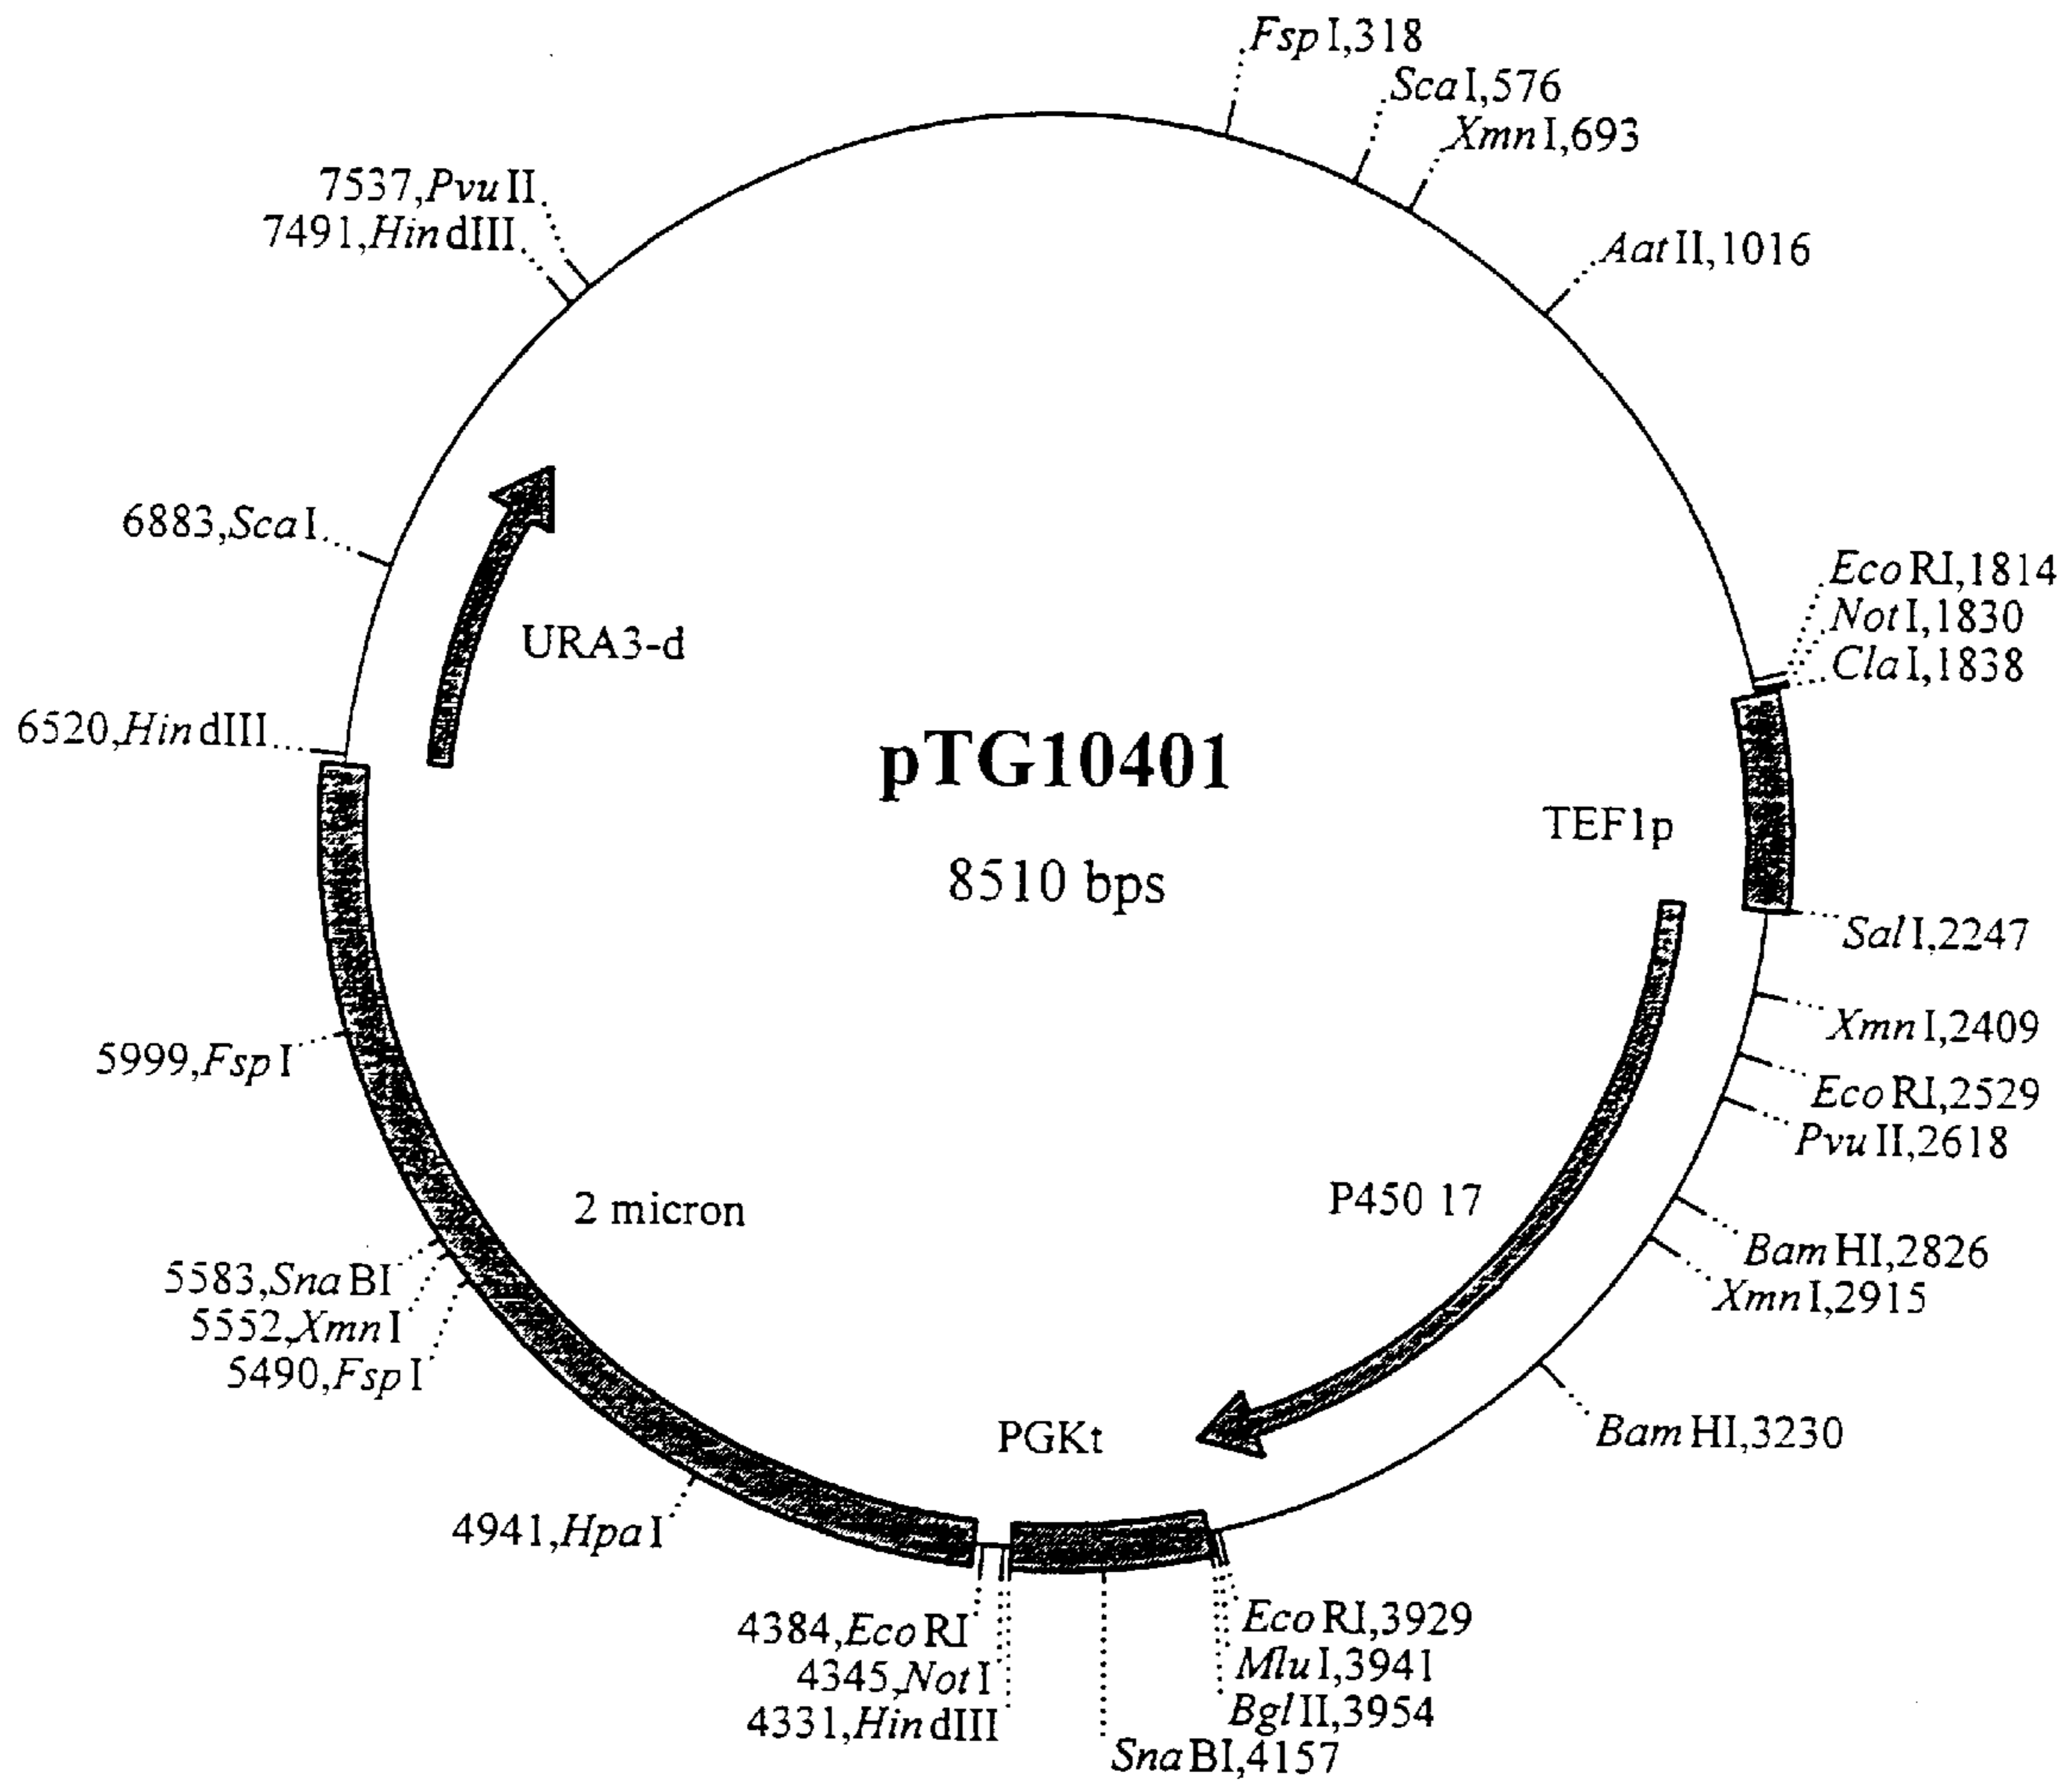 FspI,318
ScaI,576
XmnI,693
7537,PvuII
7491,HindIII
AatII,1016
6883,ScaI
EcoRI,1814
NotI,1830
ClaI,1838
URA3-d
6520,HindIII
pTG10401
8510 bps
TEF1p
SalI,2247
XmnI,2409
5999,FspI
EcoRI,2529
PvuII,2618
P450 17
2 micron
BamHI,2826
5583,SnaBI
XmnI,2915
5552,XmnI
5490,FspI
PGKt
BamHI,3230
4941,HpaI
4384,EcoRI
EcoRI,3929
4345,NotI
MluI,3941
4331,HindIII
BglII,3954
SnaBI,4157